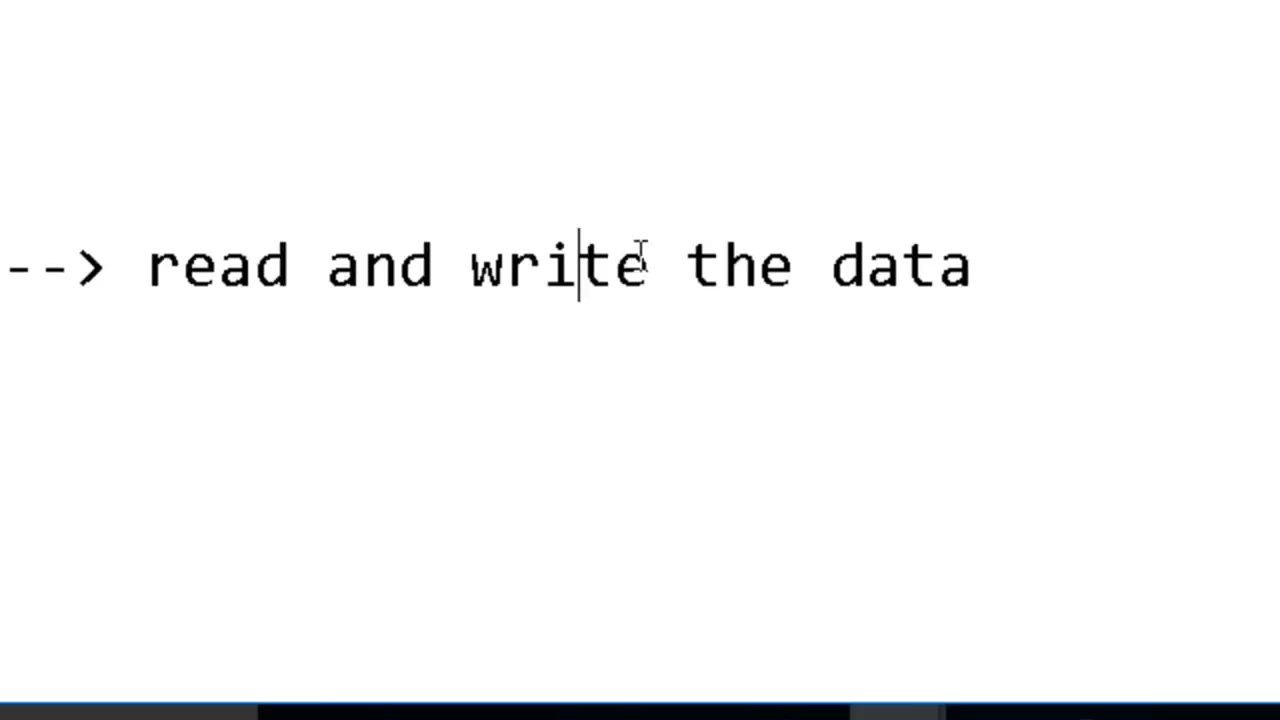 --> read and write the data